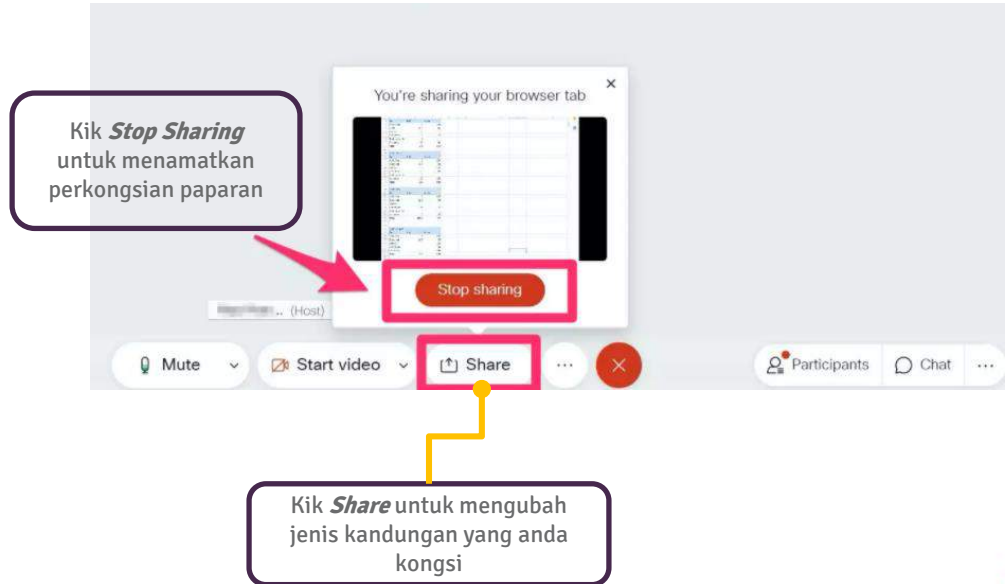 You're sharing your browser tab
Kik Stop Sharing
untuk menamatkan
perkongsian paparan
Stop sharing
.. (Host)
Mute
Start video
Share
Participants
Chat
Kik Share untuk mengubah
jenis kandungan yang anda
kongsi